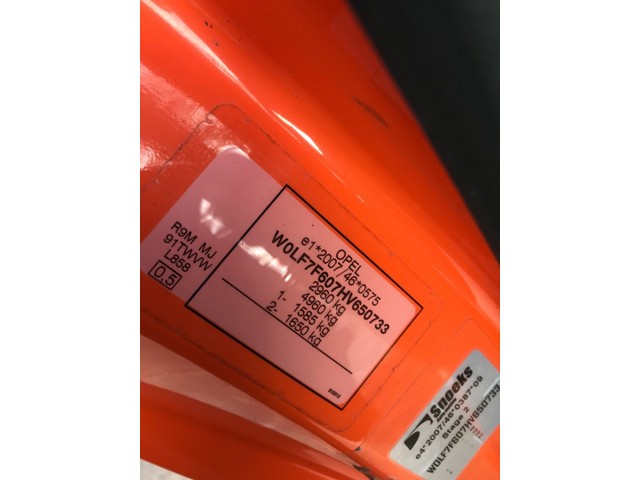 R9M MJ
91TWVW
L858
0.5
OPEL
e1*2007/46*0575
W0LF7F607HV650733
2960 kg
4960 kg
1- 1585 kg
2- 1650 kg
Snoeks
e4*2007/46*0387*09
Stage 2
W0LF7F607HV650733